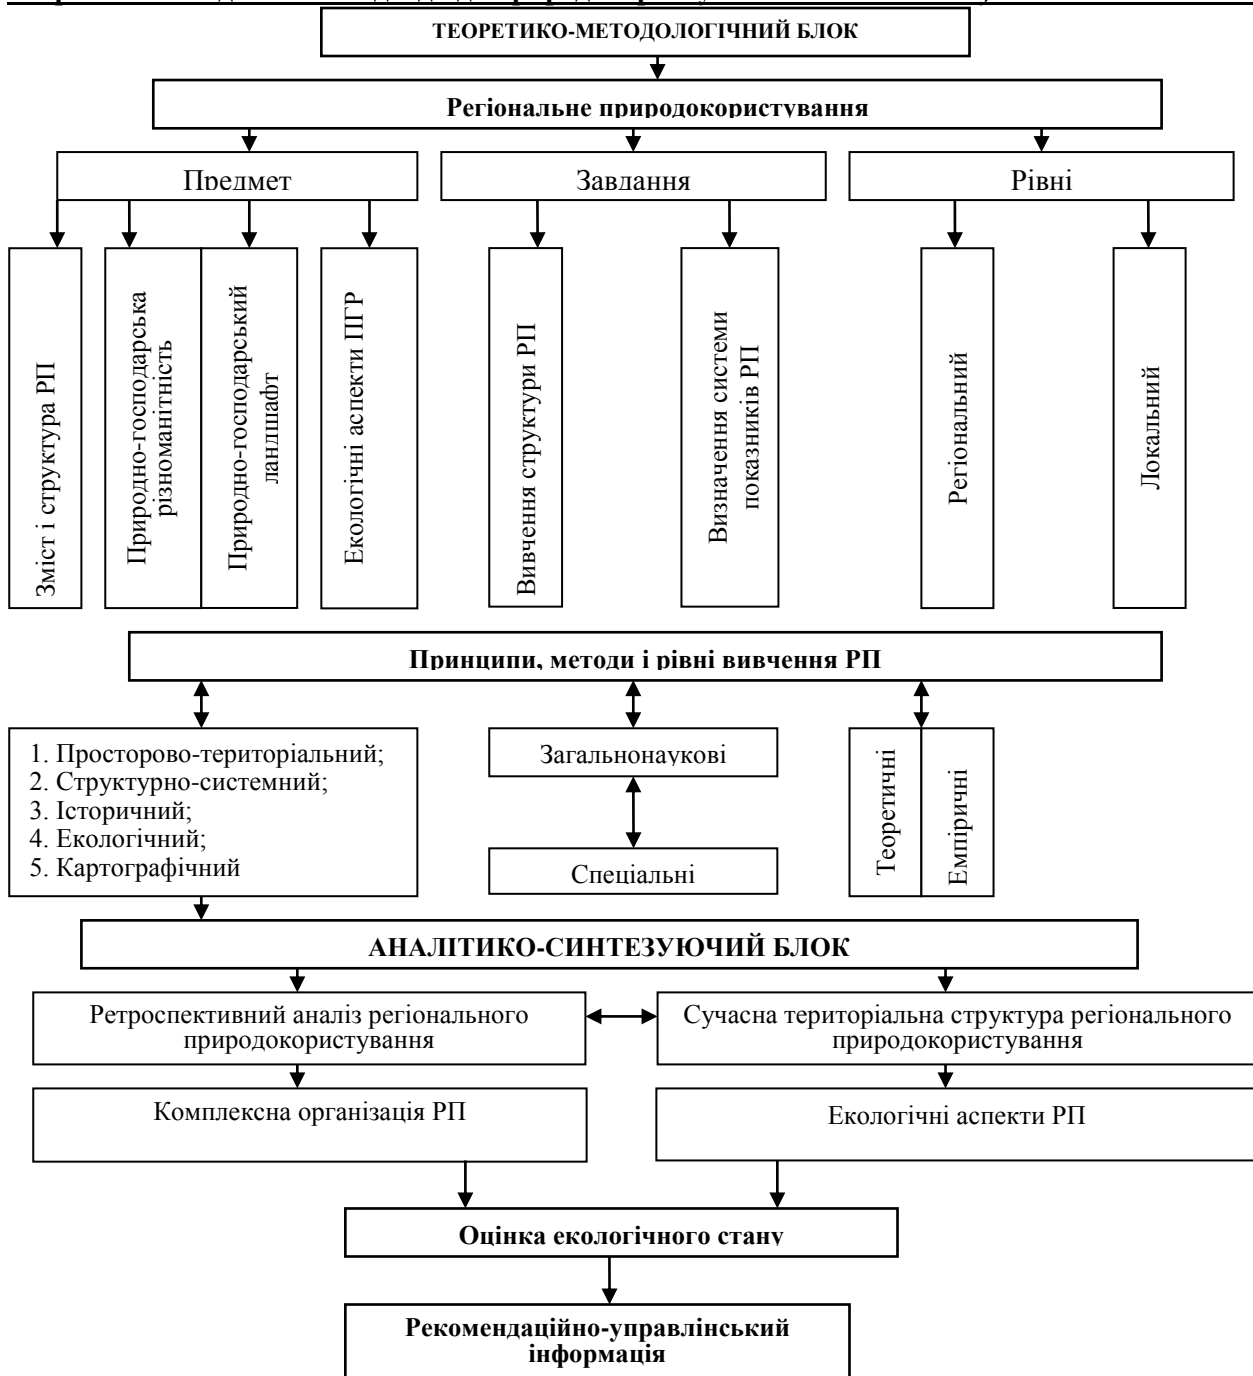 ТЕОРЕТИКО-МЕТОДОЛОГІЧНИЙ БЛОК
Регіональне природокористування
Предмет
Завдання
Рівні
Зміст і структура РП
Природно-господарська
різноманітність
Природно-господарський
ландшафт
Екологічні аспекти ПГР
Вивчення структури РП
Визначення системи
показників РП
Регіональний
Локальний
Принципи, методи і рівні вивчення РП
1. Просторово-територіальний;
2. Структурно-системний;
3. Історичний;
4. Екологічний;
5. Картографічний
Загальнонаукові
Спеціальні
Теоретичні
Емпіричні
АНАЛІТИКО-СИНТЕЗУЮЧИЙ БЛОК
Ретроспективний аналіз регіонального
природокористування
Сучасна територіальна структура регіонального
природокористування
Комплексна організація РП
Екологічні аспекти РП
Оцінка екологічного стану
Рекомендаційно-управлінський
інформація